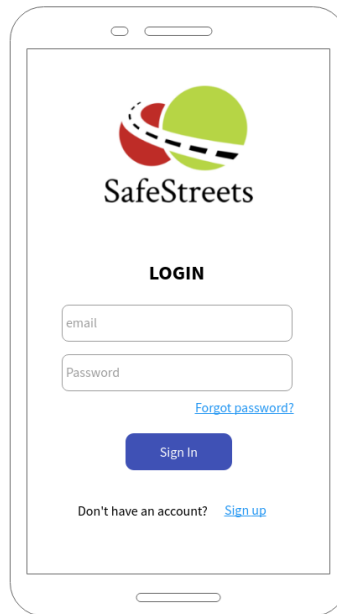 SafeStreets
LOGIN
email
Password
Forgot password?
Sign In
Don't have an account? Sign up